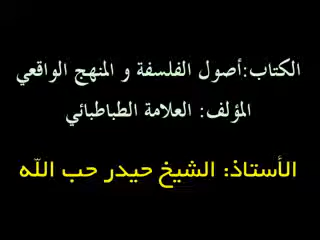 الكتاب:أصول الفلسفة و المنهج الواقعي
المؤلف: العلامة الطباطبائي
الأستاذ: الشيخ حيدر حب الله